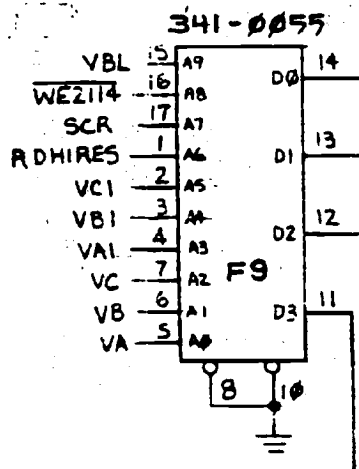 341-0055
VBL 15 A9 D0 14
WE2114 16 A8
SCR 17 A7
RDHIRES 1 A6 D1 13
VC1 2 A5
VB1 3 A4
VA1 4 A3 D2 12
VC 7 A2 F9
VB 6 A1 D3 11
VA 5 A0
8 10